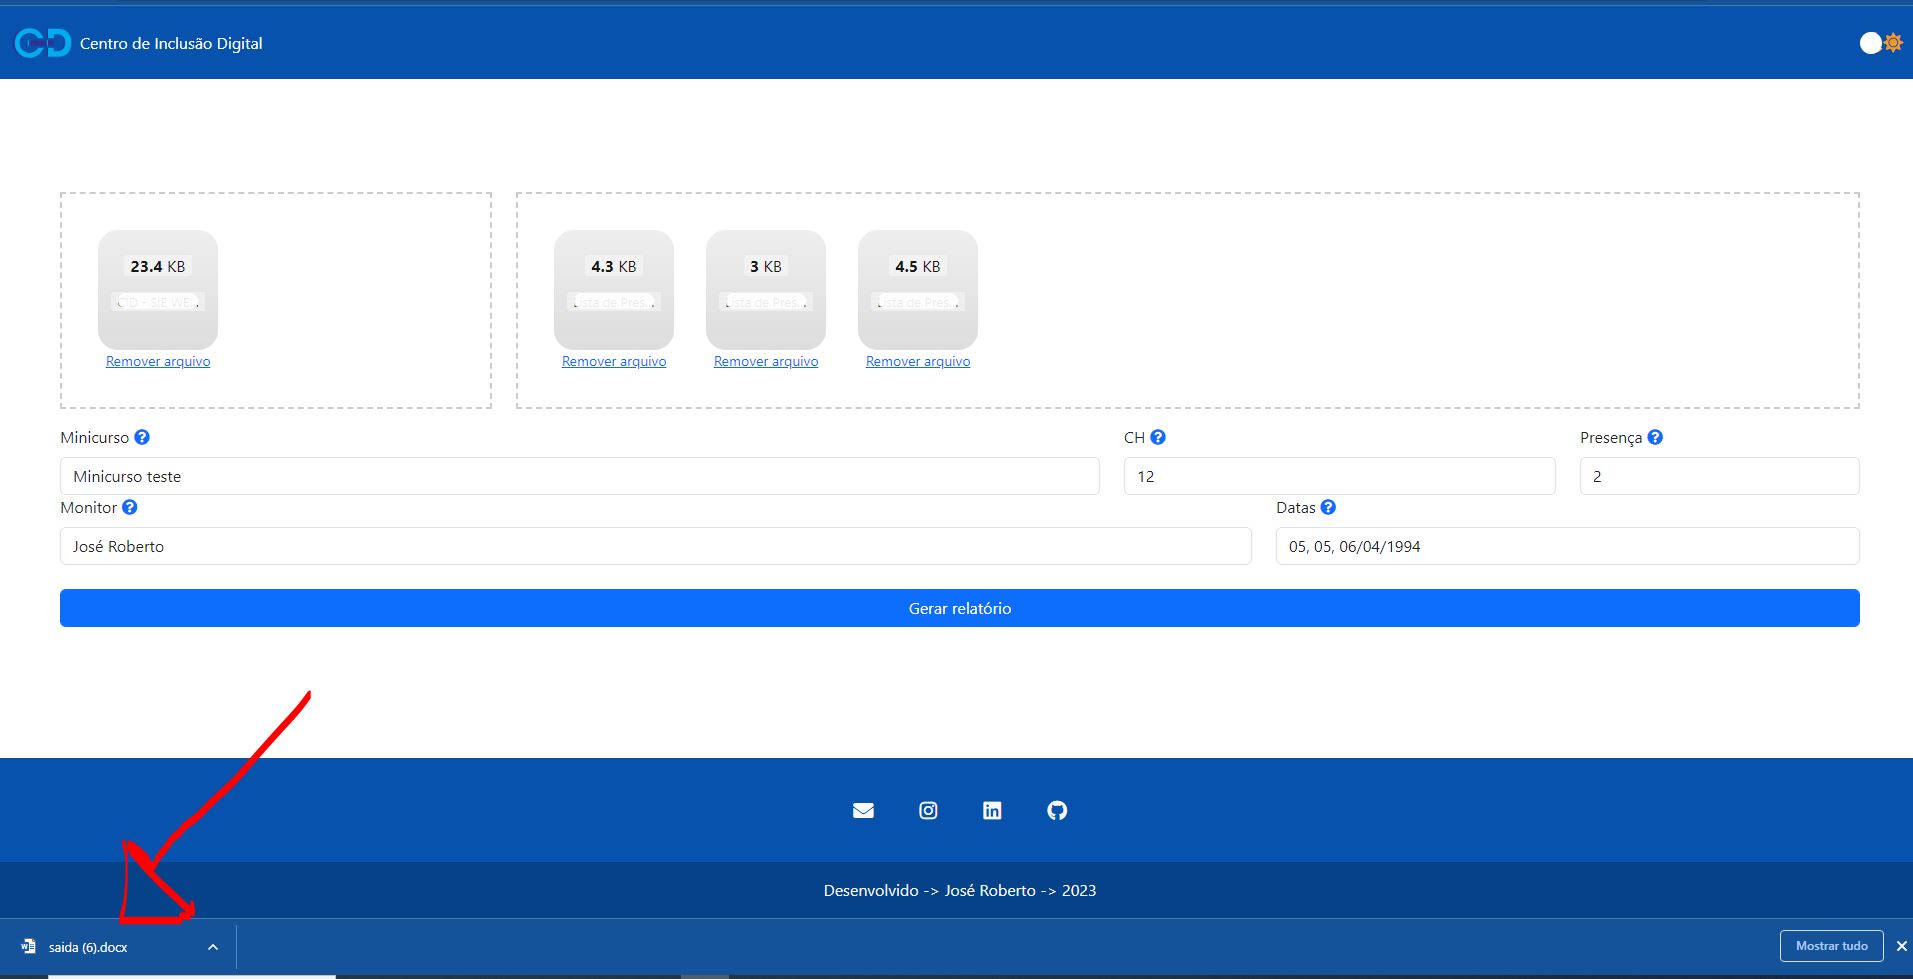 CD Centro de Inclusão Digital
23.4 KB
4.3 KB
3 KB
4.5 KB
CID - SIE WE...
Lista de Pres...
Lista de Pres...
Lista de Pres...
Remover arquivo
Remover arquivo
Remover arquivo
Remover arquivo
Minicurso ?
CH ?
Presença ?
Minicurso teste
12
2
Monitor ?
Datas ?
José Roberto
05, 05, 06/04/1994
Gerar relatório
Desenvolvido -> José Roberto -> 2023
saida (6).docx
Mostrar tudo